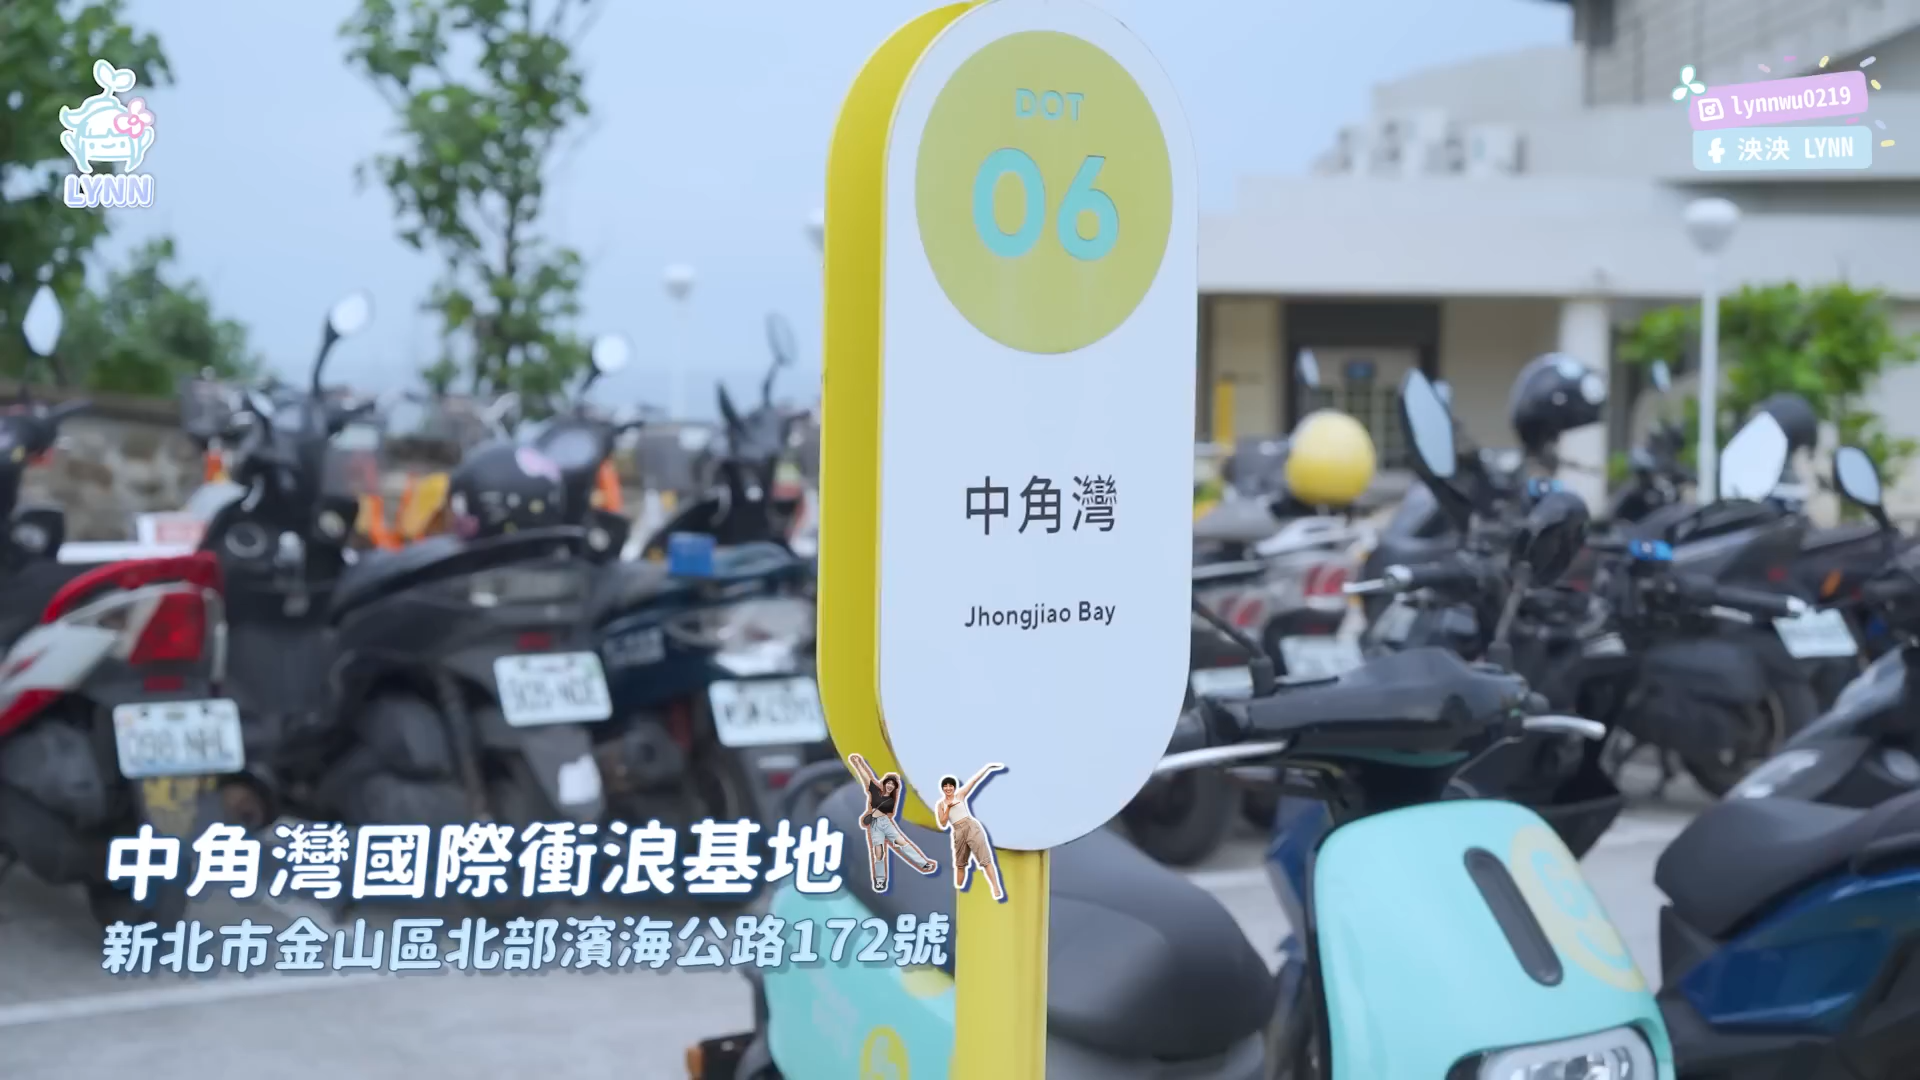 LYNN
lynnwu0219
泱泱 LYNN
DOT
06
中角灣
Jhongjiao Bay
中角灣國際衝浪基地
新北市金山區北部濱海公路172號